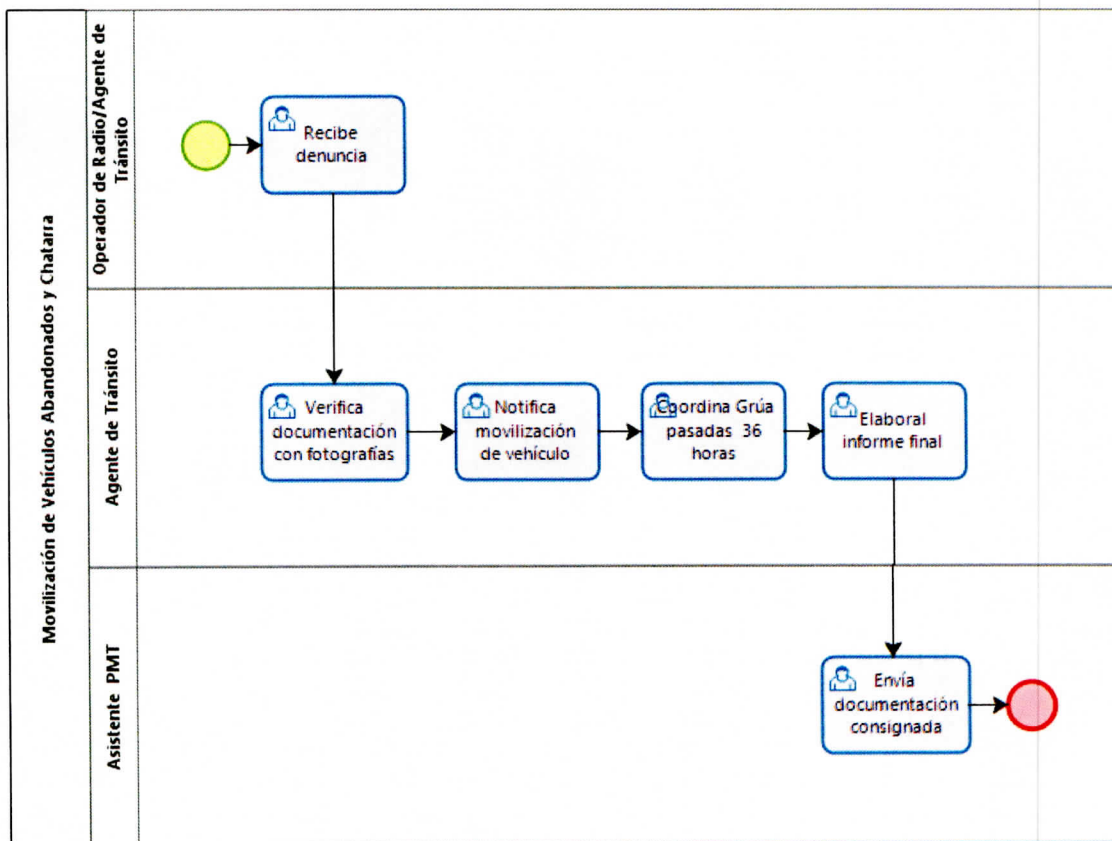 Movilización de Vehículos Abandonados y Chatarra
Operador de Radio/Agente de
Tránsito
Recibe
denuncia
Agente de Tránsito
Verifica
documentación
con fotografías
Notifica
movilización
de vehículo
Coordina Grúa
pasadas 36
horas
Elaboral
informe final
Asistente PMT
Envía
documentación
consignada